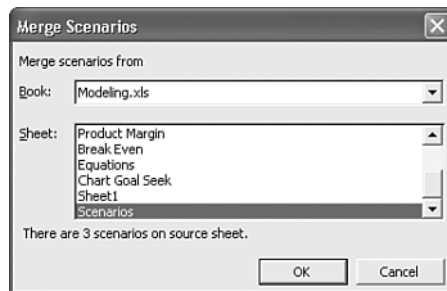 Merge Scenarios
Merge scenarios from
Book: Modeling.xls
Sheet: Product Margin
Break Even
Equations
Chart Goal Seek
Sheet1
Scenarios
There are 3 scenarios on source sheet.
OK Cancel